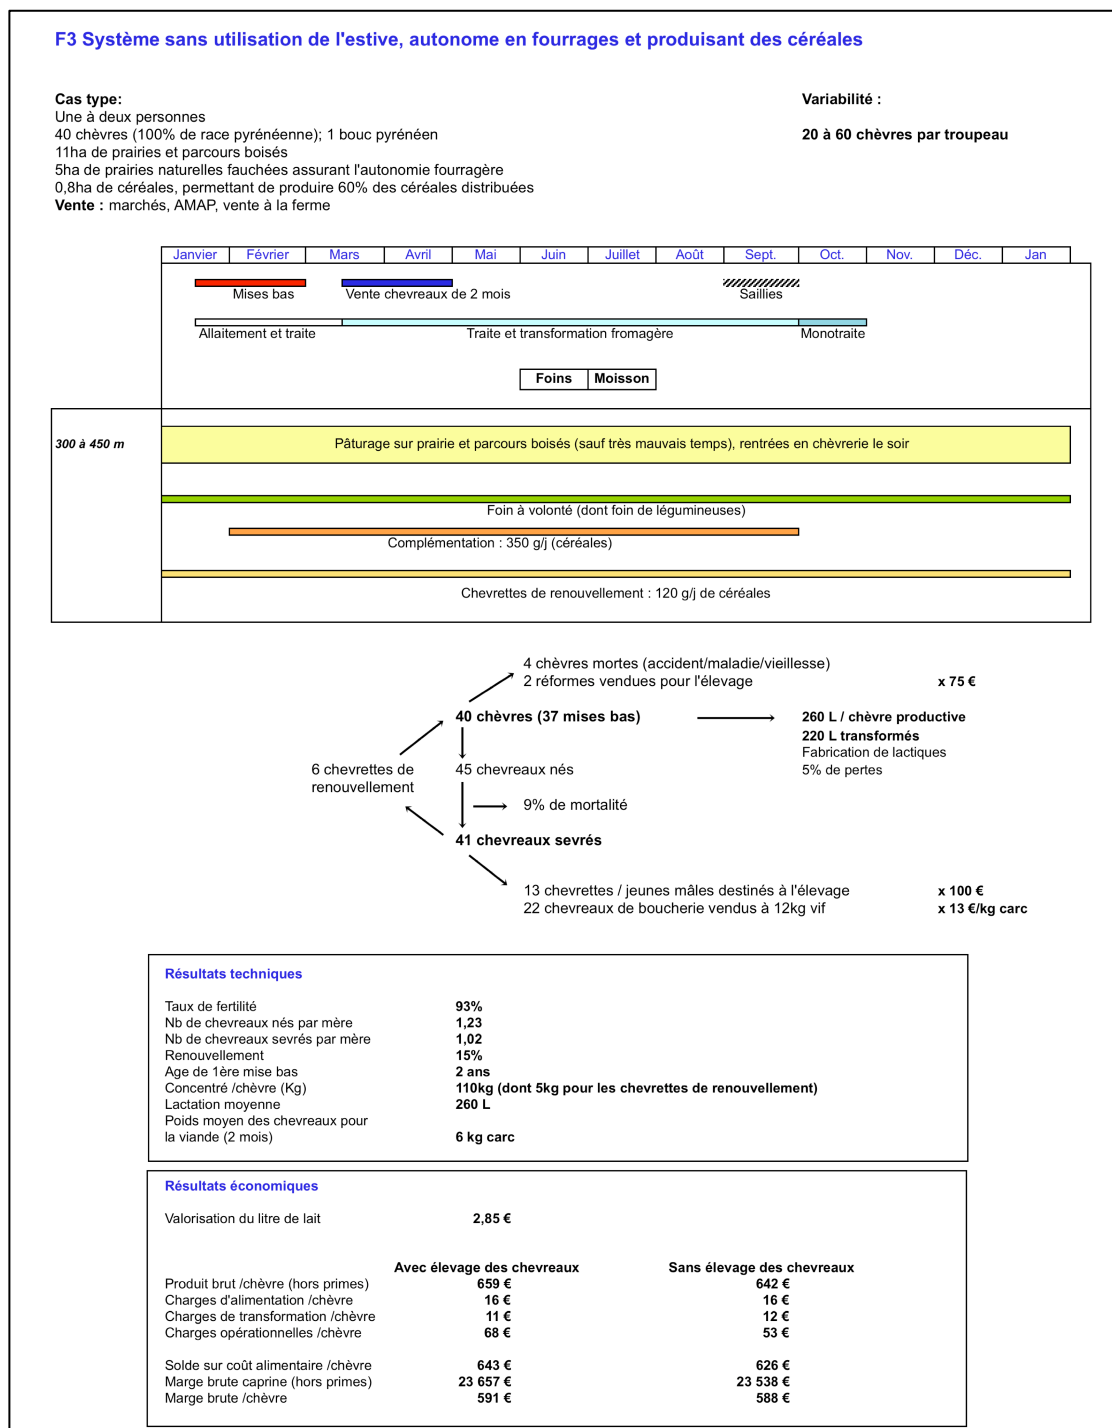 F3 Système sans utilisation de l'estive, autonome en fourrages et produisant des céréales
Cas type:
Une à deux personnes
40 chèvres (100% de race pyrénéenne); 1 bouc pyrénéen
11ha de prairies et parcours boisés
5ha de prairies naturelles fauchées assurant l'autonomie fourragère
0,8ha de céréales, permettant de produire 60% des céréales distribuées
Vente : marchés, AMAP, vente à la ferme
Variabilité :
20 à 60 chèvres par troupeau
Janvier Février Mars Avril Mai Juin Juillet Août Sept. Oct. Nov. Déc. Jan
Mises bas Vente chevreaux de 2 mois Saillies
Allaitement et traite Traite et transformation fromagère Monotraite
Foins Moisson
300 à 450 m
Pâturage sur prairie et parcours boisés (sauf très mauvais temps), rentrées en chèvrerie le soir
Foin à volonté (dont foin de légumineuses)
Complémentation : 350 g/j (céréales)
Chevrettes de renouvellement : 120 g/j de céréales
4 chèvres mortes (accident/maladie/vieillesse)
2 réformes vendues pour l'élevage x 75 €
40 chèvres (37 mises bas) 260 L / chèvre productive
220 L transformés
Fabrication de lactiques
5% de pertes
6 chevrettes de
renouvellement
45 chevreaux nés
9% de mortalité
41 chevreaux sevrés
13 chevrettes / jeunes mâles destinés à l'élevage x 100 €
22 chevreaux de boucherie vendus à 12kg vif x 13 €/kg carc
Résultats techniques
Taux de fertilité 93%
Nb de chevreaux nés par mère 1,23
Nb de chevreaux sevrés par mère 1,02
Renouvellement 15%
Age de 1ère mise bas 2 ans
Concentré /chèvre (Kg) 110kg (dont 5kg pour les chevrettes de renouvellement)
Lactation moyenne 260 L
Poids moyen des chevreaux pour
la viande (2 mois) 6 kg carc
Résultats économiques
Valorisation du litre de lait 2,85 €
Avec élevage des chevreaux Sans élevage des chevreaux
Produit brut /chèvre (hors primes) 659 € 642 €
Charges d'alimentation /chèvre 16 € 16 €
Charges de transformation /chèvre 11 € 12 €
Charges opérationnelles /chèvre 68 € 53 €
Solde sur coût alimentaire /chèvre 643 € 626 €
Marge brute caprine (hors primes) 23 657 € 23 538 €
Marge brute /chèvre 591 € 588 €